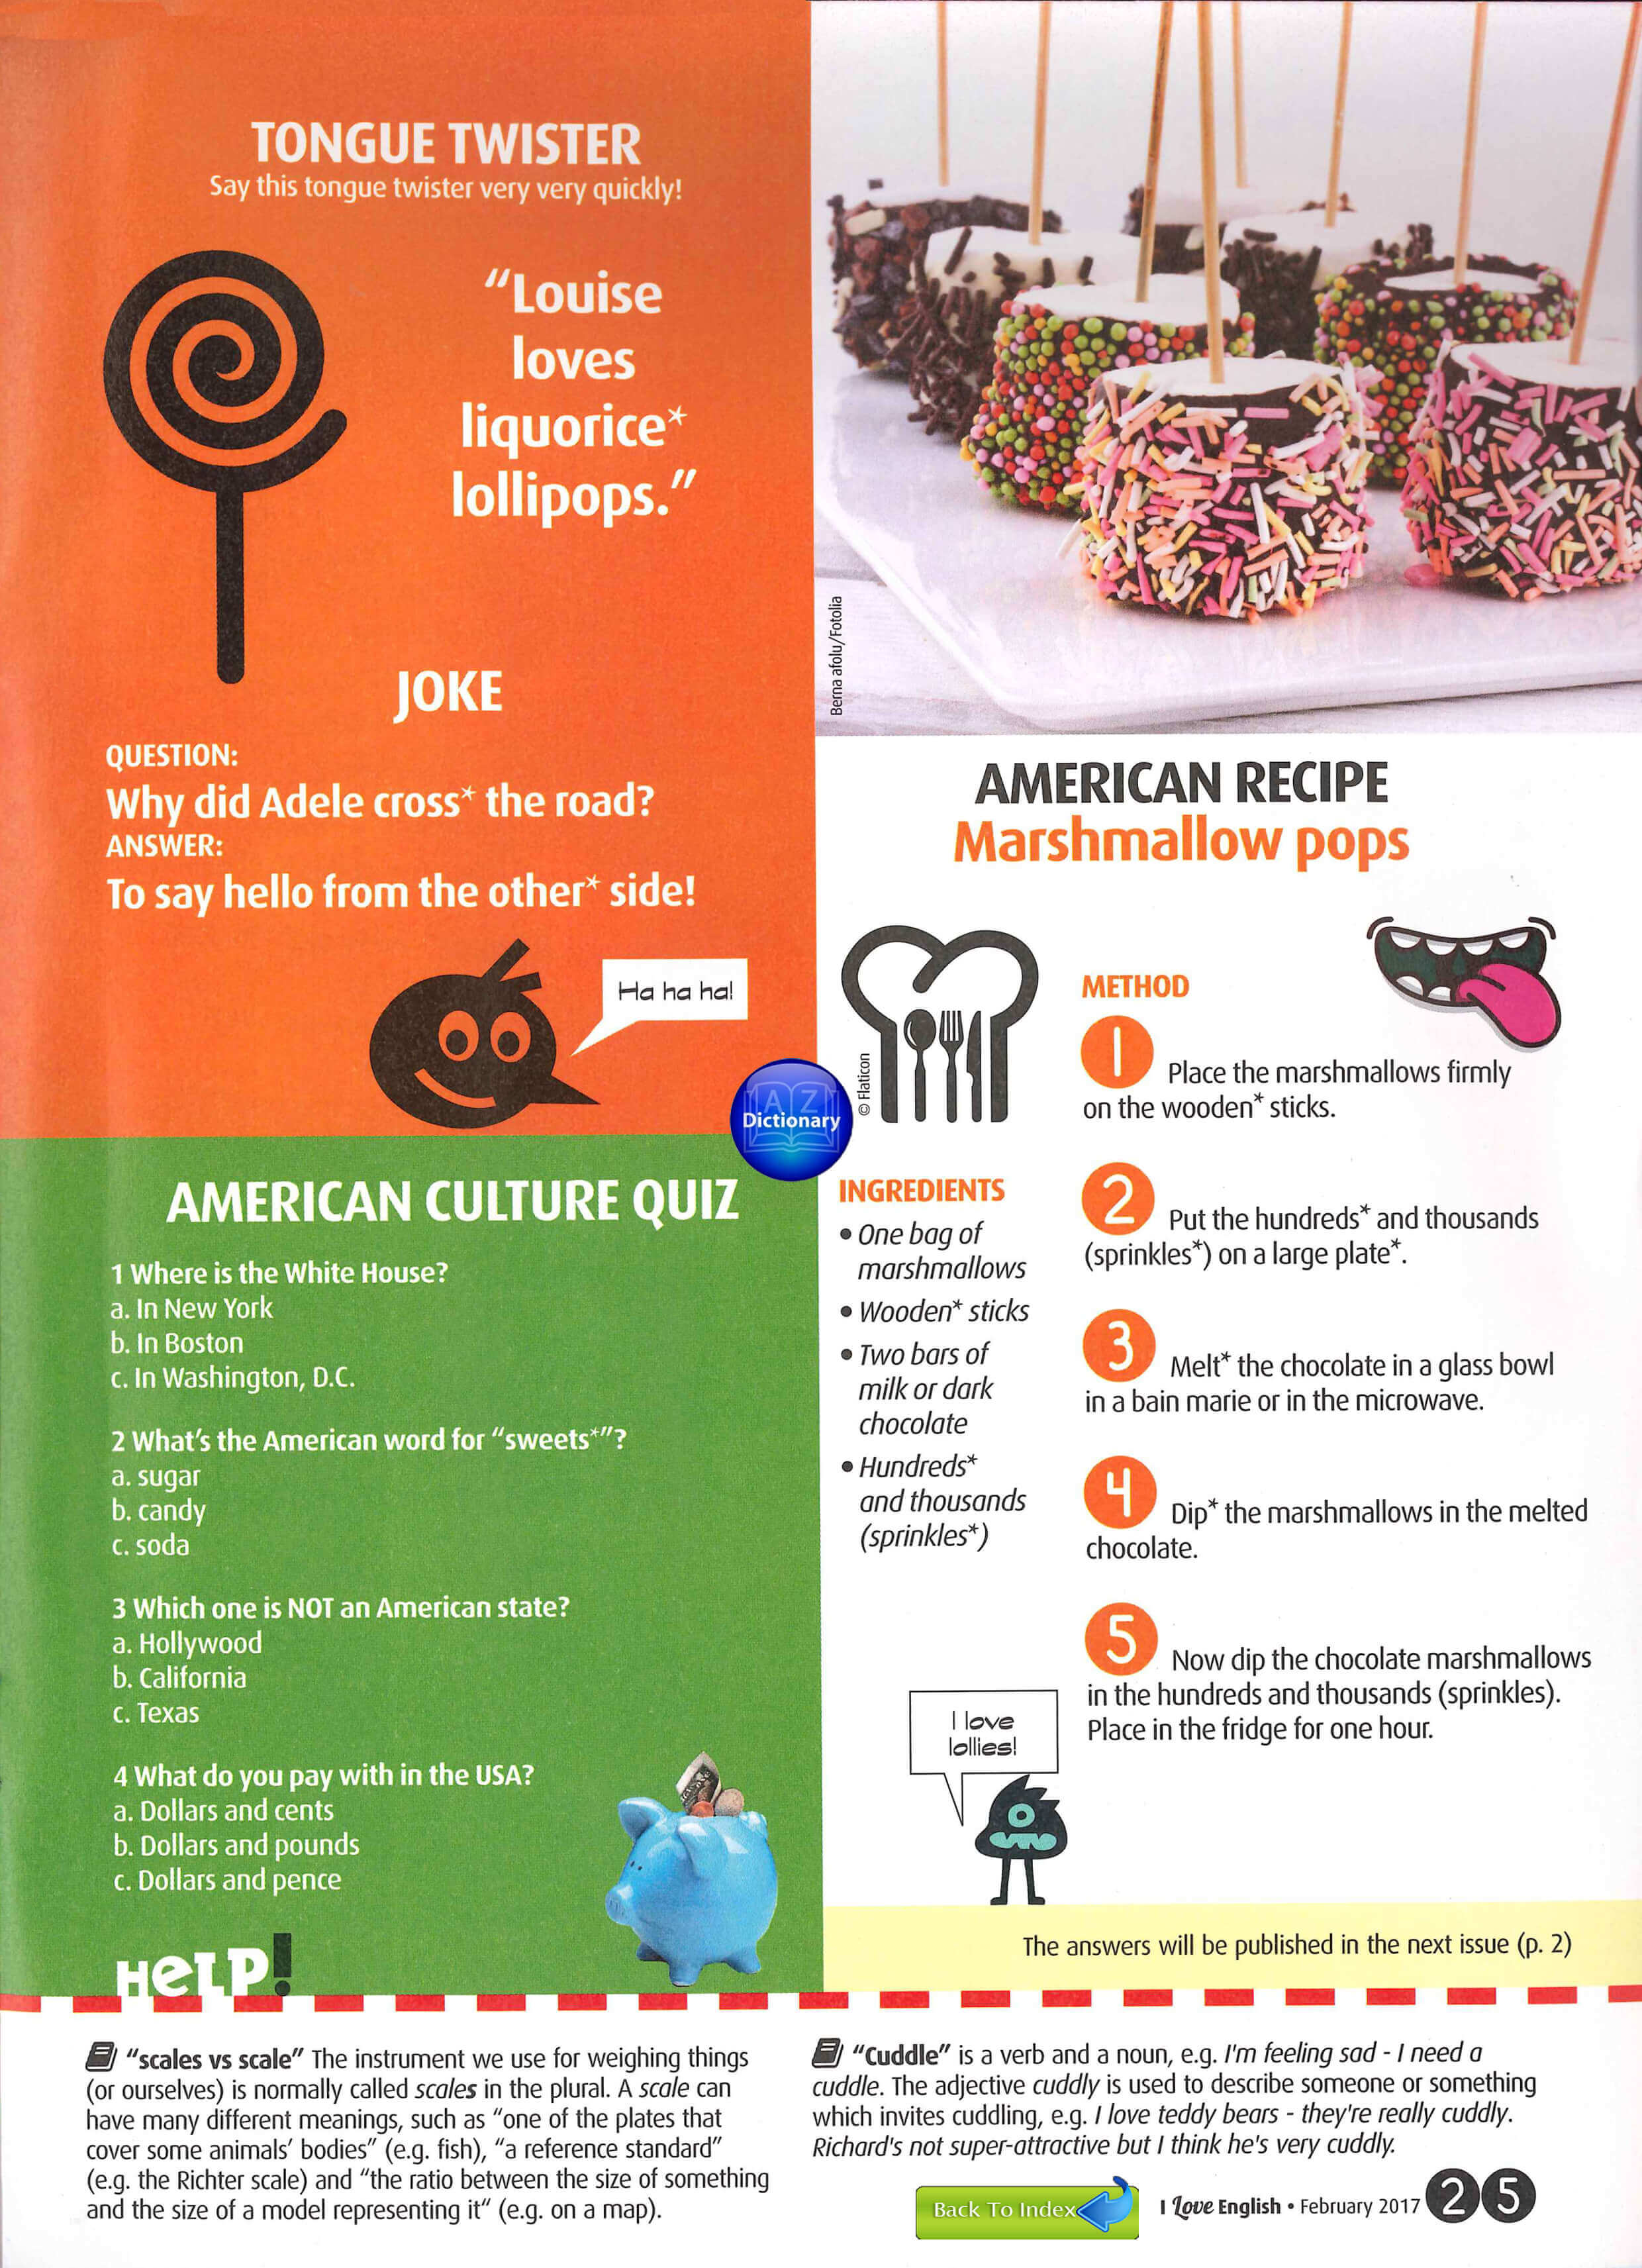 TONGUE TWISTER
Say this tongue twister very very quickly!
“Louise
loves
liquorice*
lollipops.”
JOKE
QUESTION:
Why did Adele cross* the road?
ANSWER:
To say hello from the other* side!
Ha ha ha!
A Z
Dictionary
AMERICAN CULTURE QUIZ
1 Where is the White House?
a. In New York
b. In Boston
c. In Washington, D.C.
2 What's the American word for “sweets*”?
a. sugar
b. candy
c. soda
3 Which one is NOT an American state?
a. Hollywood
b. California
c. Texas
4 What do you pay with in the USA?
a. Dollars and cents
b. Dollars and pounds
c. Dollars and pence
Berna afolu/Fotolia
AMERICAN RECIPE
Marshmallow pops
© Flaticon
INGREDIENTS
• One bag of
marshmallows
• Wooden* sticks
• Two bars of
milk or dark
chocolate
• Hundreds*
and thousands
(sprinkles*)
METHOD
1 Place the marshmallows firmly
on the wooden* sticks.
2 Put the hundreds* and thousands
(sprinkles*) on a large plate*.
3 Melt* the chocolate in a glass bowl
in a bain marie or in the microwave.
4 Dip* the marshmallows in the melted
chocolate.
5 Now dip the chocolate marshmallows
in the hundreds and thousands (sprinkles).
Place in the fridge for one hour.
I love
lollies!
The answers will be published in the next issue (p. 2)
HeLP!
“scales vs scale” The instrument we use for weighing things
(or ourselves) is normally called scales in the plural. A scale can
have many different meanings, such as “one of the plates that
cover some animals’ bodies” (e.g. fish), “a reference standard”
(e.g. the Richter scale) and “the ratio between the size of something
and the size of a model representing it” (e.g. on a map).
“Cuddle” is a verb and a noun, e.g. I'm feeling sad - I need a
cuddle. The adjective cuddly is used to describe someone or something
which invites cuddling, e.g. I love teddy bears - they're really cuddly.
Richard's not super-attractive but I think he's very cuddly.
Back To Index
I Love English • February 2017 25